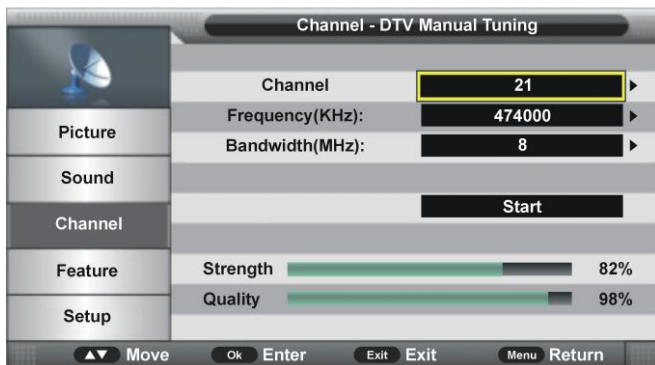 Channel - DTV Manual Tuning
Channel 21
Frequency(KHz): 474000
Bandwidth(MHz): 8
Start
Picture
Sound
Channel
Feature
Setup
Strength 82%
Quality 98%
▲▼ Move Ok Enter Exit Exit Menu Return